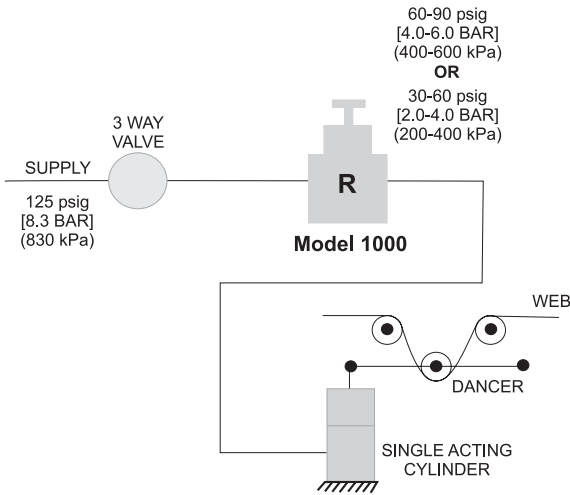 60-90 psig
[4.0-6.0 BAR]
(400-600 kPa)
OR
30-60 psig
[2.0-4.0 BAR]
(200-400 kPa)
3 WAY
VALVE
SUPPLY
125 psig
[8.3 BAR]
(830 kPa)
R
Model 1000
WEB
DANCER
SINGLE ACTING
CYLINDER